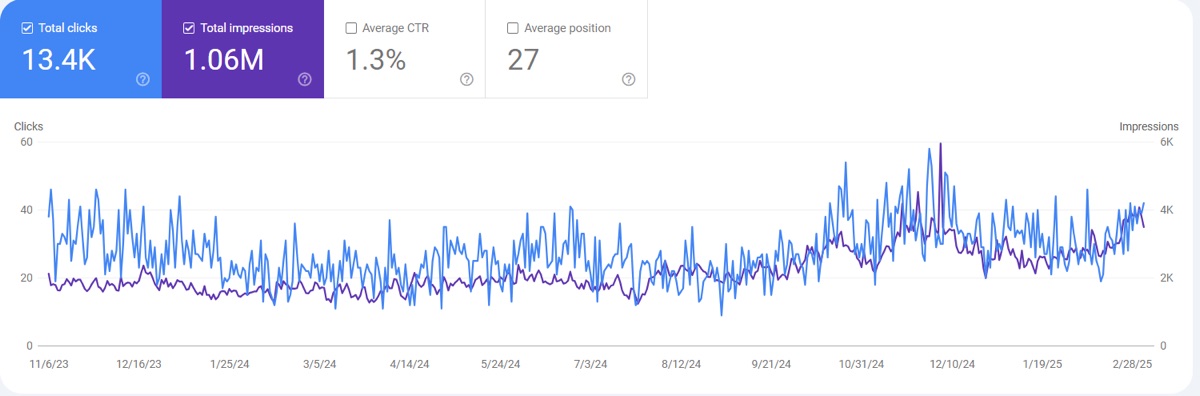 Total clicks
13.4K
Total impressions
1.06M
Average CTR
1.3%
Average position
27
Clicks
Impressions
60
6K
40
4K
20
2K
0
0
11/6/23 12/16/23 1/25/24 3/5/24 4/14/24 5/24/24 7/3/24 8/12/24 9/21/24 10/31/24 12/10/24 1/19/25 2/28/25